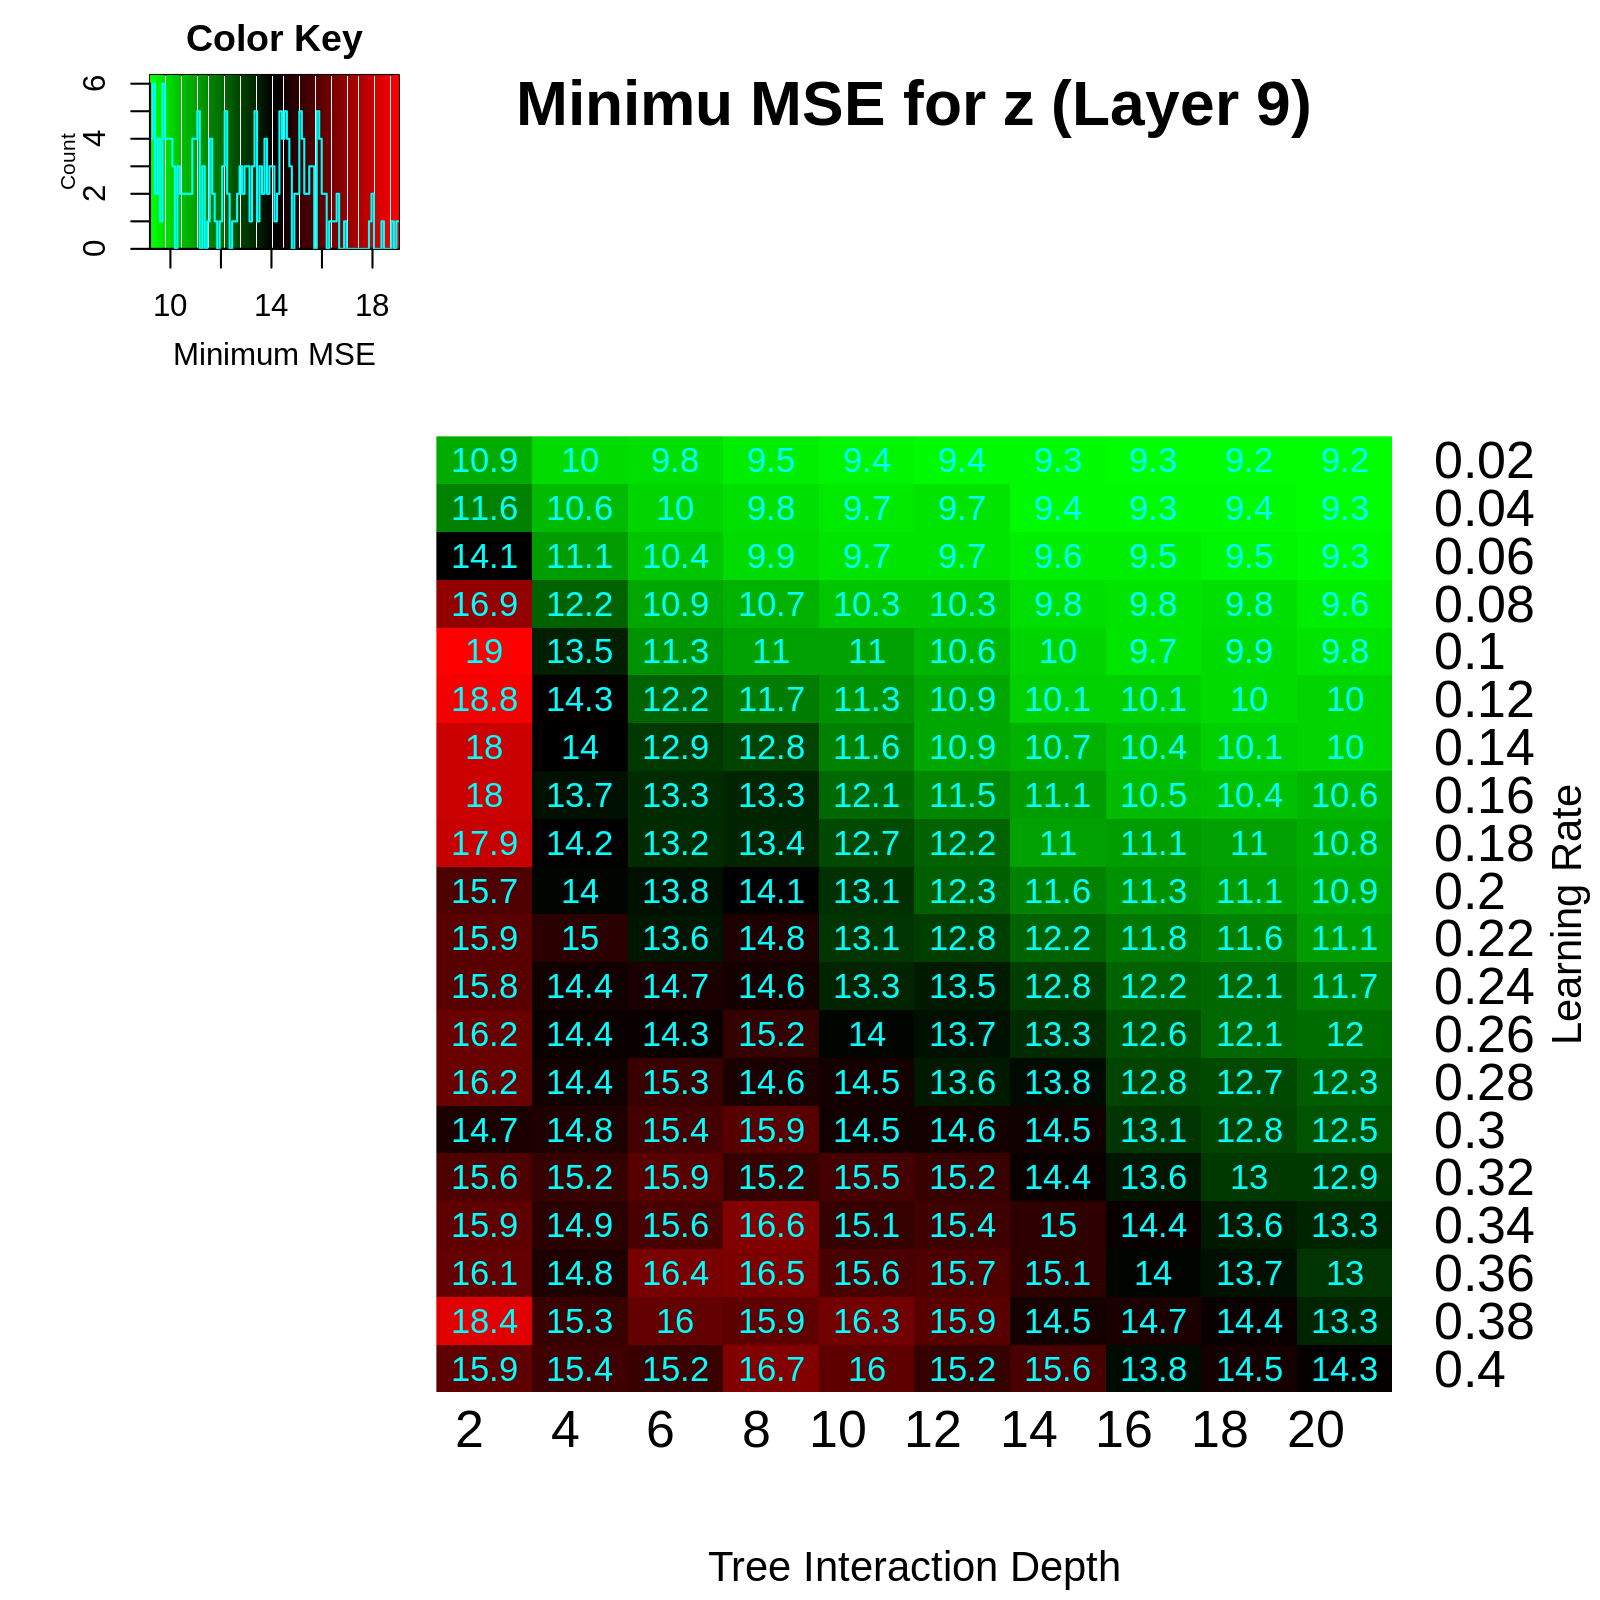 Color Key
Minimu MSE for z (Layer 9)
Count
0 2 4 6
10 14 18
Minimum MSE
10.9 10 9.8 9.5 9.4 9.4 9.3 9.3 9.2 9.2 0.02
11.6 10.6 10 9.8 9.7 9.7 9.4 9.3 9.4 9.3 0.04
14.1 11.1 10.4 9.9 9.7 9.7 9.6 9.5 9.5 9.3 0.06
16.9 12.2 10.9 10.7 10.3 10.3 9.8 9.8 9.8 9.6 0.08
19 13.5 11.3 11 11 10.6 10 9.7 9.9 9.8 0.1
18.8 14.3 12.2 11.7 11.3 10.9 10.1 10.1 10 10 0.12
18 14 12.9 12.8 11.6 10.9 10.7 10.4 10.1 10 0.14
18 13.7 13.3 13.3 12.1 11.5 11.1 10.5 10.4 10.6 0.16
17.9 14.2 13.2 13.4 12.7 12.2 11 11.1 11 10.8 0.18
15.7 14 13.8 14.1 13.1 12.3 11.6 11.3 11.1 10.9 0.2
15.9 15 13.6 14.8 13.1 12.8 12.2 11.8 11.6 11.1 0.22
15.8 14.4 14.7 14.6 13.3 13.5 12.8 12.2 12.1 11.7 0.24
16.2 14.4 14.3 15.2 14 13.7 13.3 12.6 12.1 12 0.26
16.2 14.4 15.3 14.6 14.5 13.6 13.8 12.8 12.7 12.3 0.28
14.7 14.8 15.4 15.9 14.5 14.6 14.5 13.1 12.8 12.5 0.3
15.6 15.2 15.9 15.2 15.5 15.2 14.4 13.6 13 12.9 0.32
15.9 14.9 15.6 16.6 15.1 15.4 15 14.4 13.6 13.3 0.34
16.1 14.8 16.4 16.5 15.6 15.7 15.1 14 13.7 13 0.36
18.4 15.3 16 15.9 16.3 15.9 14.5 14.7 14.4 13.3 0.38
15.9 15.4 15.2 16.7 16 15.2 15.6 13.8 14.5 14.3 0.4
Learning Rate
2 4 6 8 10 12 14 16 18 20
Tree Interaction Depth